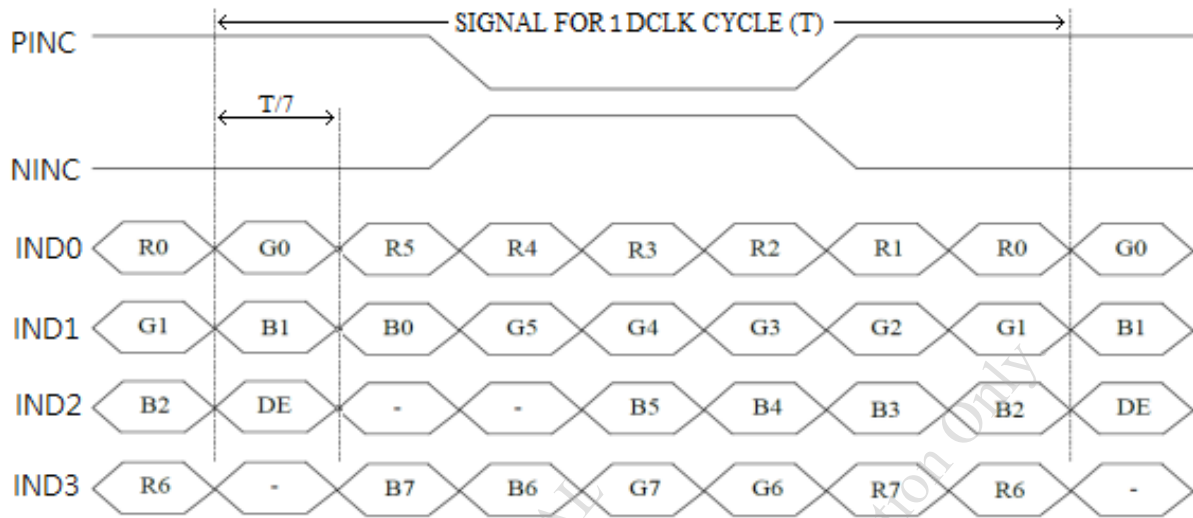 SIGNAL FOR 1 DCLK CYCLE (T)
PINC
T/7
NINC
IND0 R0 G0 R5 R4 R3 R2 R1 R0 G0
IND1 G1 B1 B0 G5 G4 G3 G2 G1 B1
IND2 B2 DE - - B5 B4 B3 B2 DE
IND3 R6 - B7 B6 G7 G6 R7 R6 -
Only